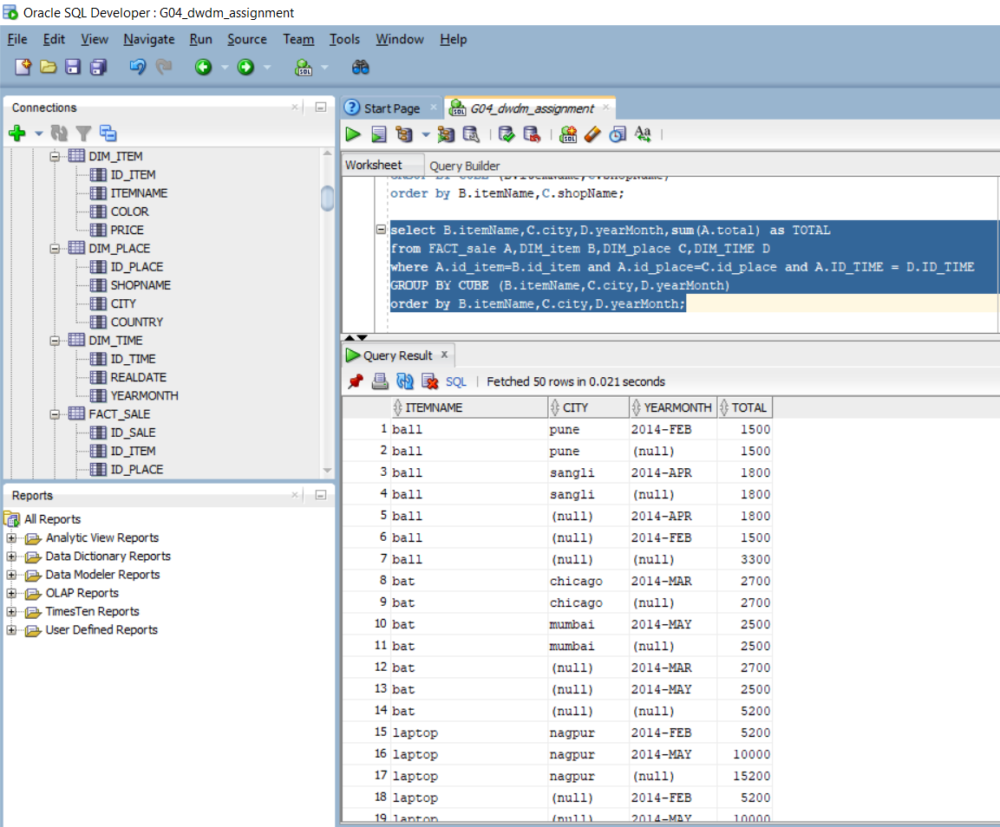 Oracle SQL Developer : G04_dwdm_assignment
File Edit View Navigate Run Source Team Tools Window Help
Connections
DIM_ITEM
ID_ITEM
ITEMNAME
COLOR
PRICE
DIM_PLACE
ID_PLACE
SHOPNAME
CITY
COUNTRY
DIM_TIME
ID_TIME
REALDATE
YEARMONTH
FACT_SALE
ID_SALE
ID_ITEM
ID_PLACE
Reports
All Reports
Analytic View Reports
Data Dictionary Reports
Data Modeler Reports
OLAP Reports
TimesTen Reports
User Defined Reports
Start Page G04_dwdm_assignment
Worksheet Query Builder
GROUP BY CUBE (B.itemName,C.shopName)
order by B.itemName,C.shopName;
select B.itemName,C.city,D.yearMonth,sum(A.total) as TOTAL
from FACT_sale A,DIM_item B,DIM_place C,DIM_TIME D
where A.id_item=B.id_item and A.id_place=C.id_place and A.ID_TIME = D.ID_TIME
GROUP BY CUBE (B.itemName,C.city,D.yearMonth)
order by B.itemName,C.city,D.yearMonth;
Query Result
SQL | Fetched 50 rows in 0.021 seconds
ITEMNAME CITY YEARMONTH TOTAL
1 ball pune 2014-FEB 1500
2 ball pune (null) 1500
3 ball sangli 2014-APR 1800
4 ball sangli (null) 1800
5 ball (null) 2014-APR 1800
6 ball (null) 2014-FEB 1500
7 ball (null) (null) 3300
8 bat chicago 2014-MAR 2700
9 bat chicago (null) 2700
10 bat mumbai 2014-MAY 2500
11 bat mumbai (null) 2500
12 bat (null) 2014-MAR 2700
13 bat (null) 2014-MAY 2500
14 bat (null) (null) 5200
15 laptop nagpur 2014-FEB 5200
16 laptop nagpur 2014-MAY 10000
17 laptop nagpur (null) 15200
18 laptop (null) 2014-FEB 5200
19 laptop (null) 2014-MAY 10000